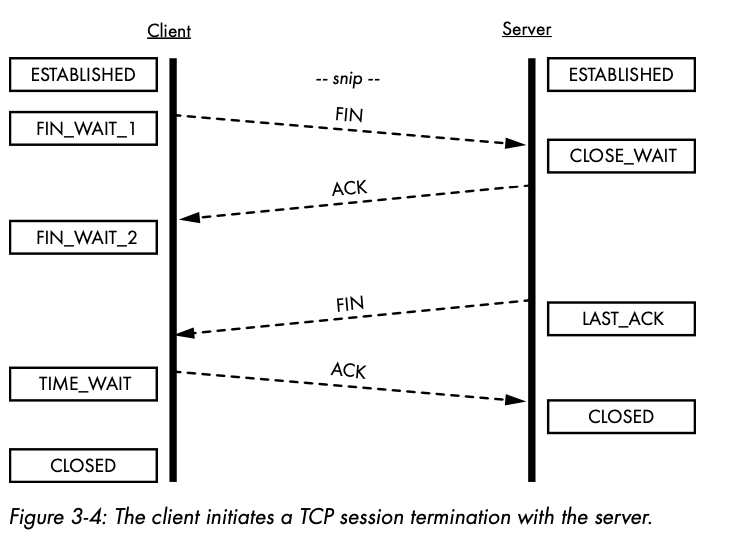 Client
Server
ESTABLISHED
-- snip --
ESTABLISHED
FIN
FIN_WAIT_1
CLOSE_WAIT
ACK
FIN_WAIT_2
FIN
LAST_ACK
ACK
TIME_WAIT
CLOSED
CLOSED
Figure 3-4: The client initiates a TCP session termination with the server.